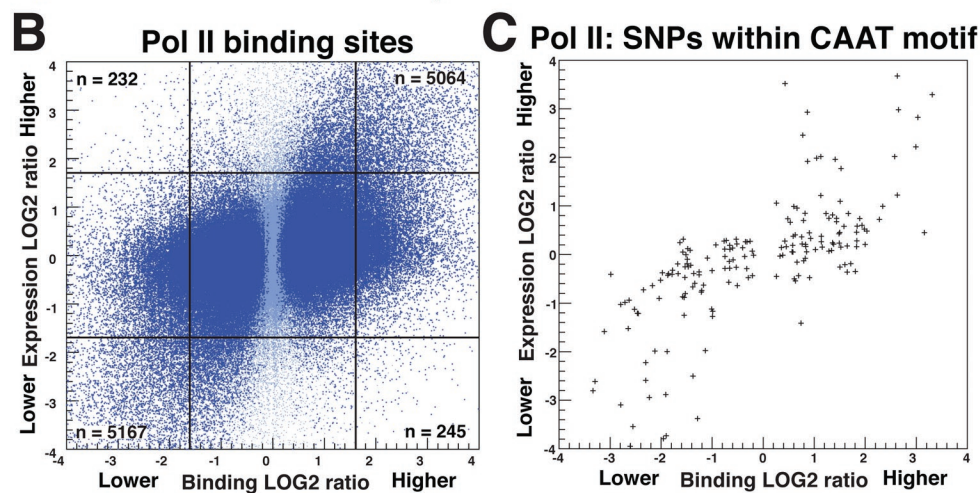 B
Pol II binding sites
n = 232
n = 5064
n = 5167
n = 245
4
3
2
1
0
-1
-2
-3
-4
Lower Expression LOG2 ratio Higher
-4 -3 -2 -1 0 1 2 3 4
Lower Binding LOG2 ratio Higher
C
Pol II: SNPs within CAAT motif
4
3
2
1
0
-1
-2
-3
-4
Lower Expression LOG2 ratio Higher
-4 -3 -2 -1 0 1 2 3 4
Lower Binding LOG2 ratio Higher